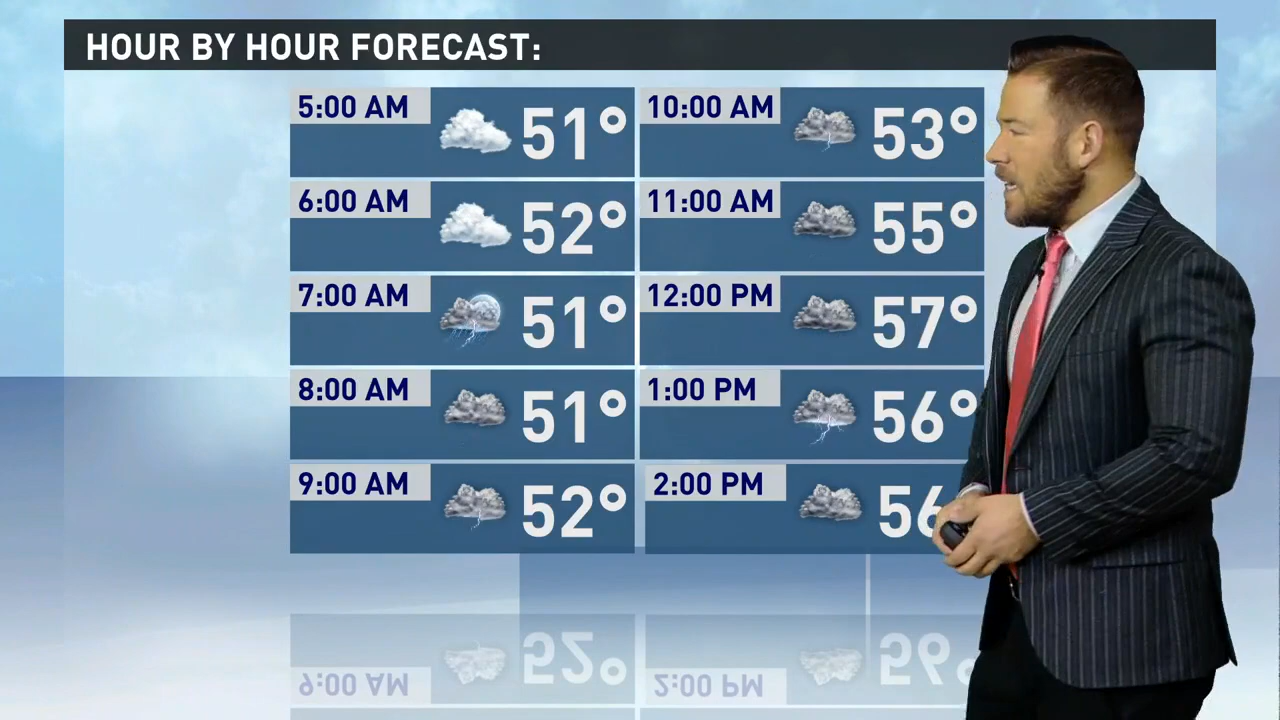 HOUR BY HOUR FORECAST:
5:00 AM 51°
6:00 AM 52°
7:00 AM 51°
8:00 AM 51°
9:00 AM 52°
10:00 AM 53°
11:00 AM 55°
12:00 PM 57°
1:00 PM 56°
2:00 PM 56